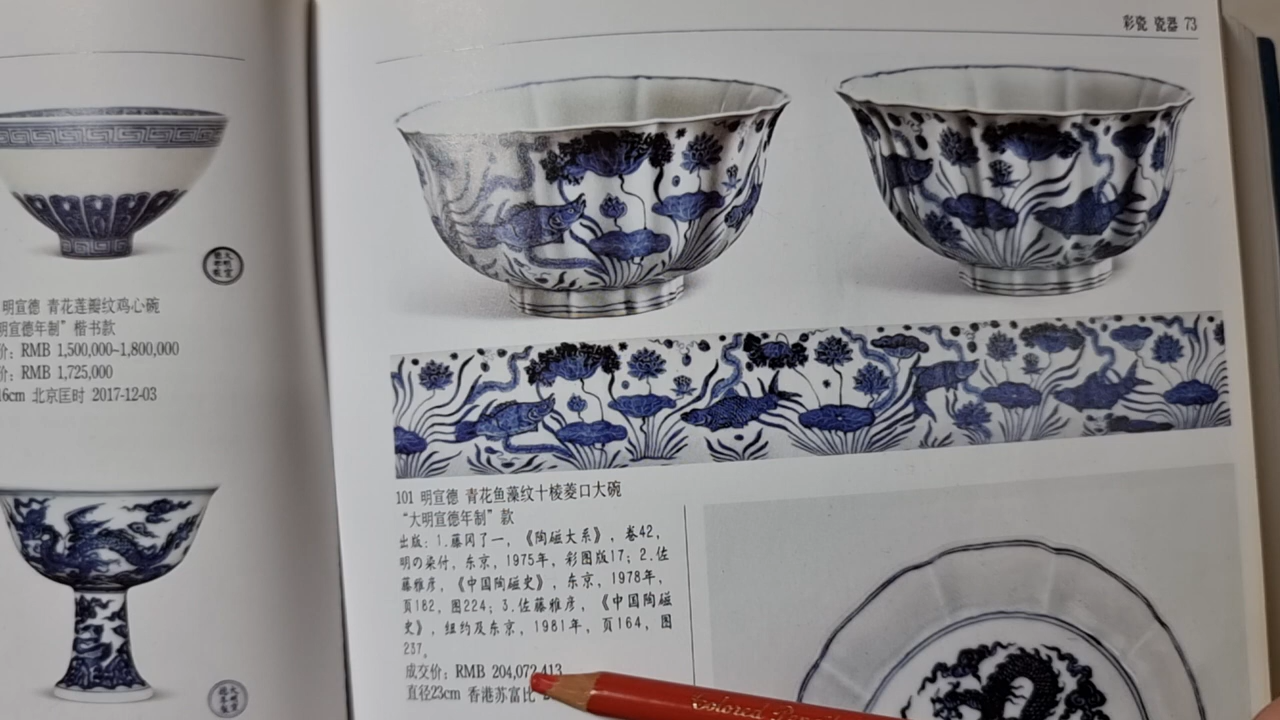 彩瓷 瓷器 73
明宣德 青花莲瓣纹鸡心碗
明宣德年制”楷书款
价：RMB 1,500,000~1,800,000
价：RMB 1,725,000
16cm 北京匡时 2017-12-03
101 明宣德 青花鱼藻纹十棱菱口大碗
“大明宣德年制”款
出版：1.藤冈了一，《陶磁大系》，卷42，
明の染付，东京，1975年，彩图版17；2.佐
藤雅彦，《中国陶磁史》，东京，1978年，
页182，图224；3.佐藤雅彦，《中国陶磁
史》，纽约及东京，1981年，页164，图
237。
成交价：RMB 204,072,413
直径23cm 香港苏富比
Colored Pencil